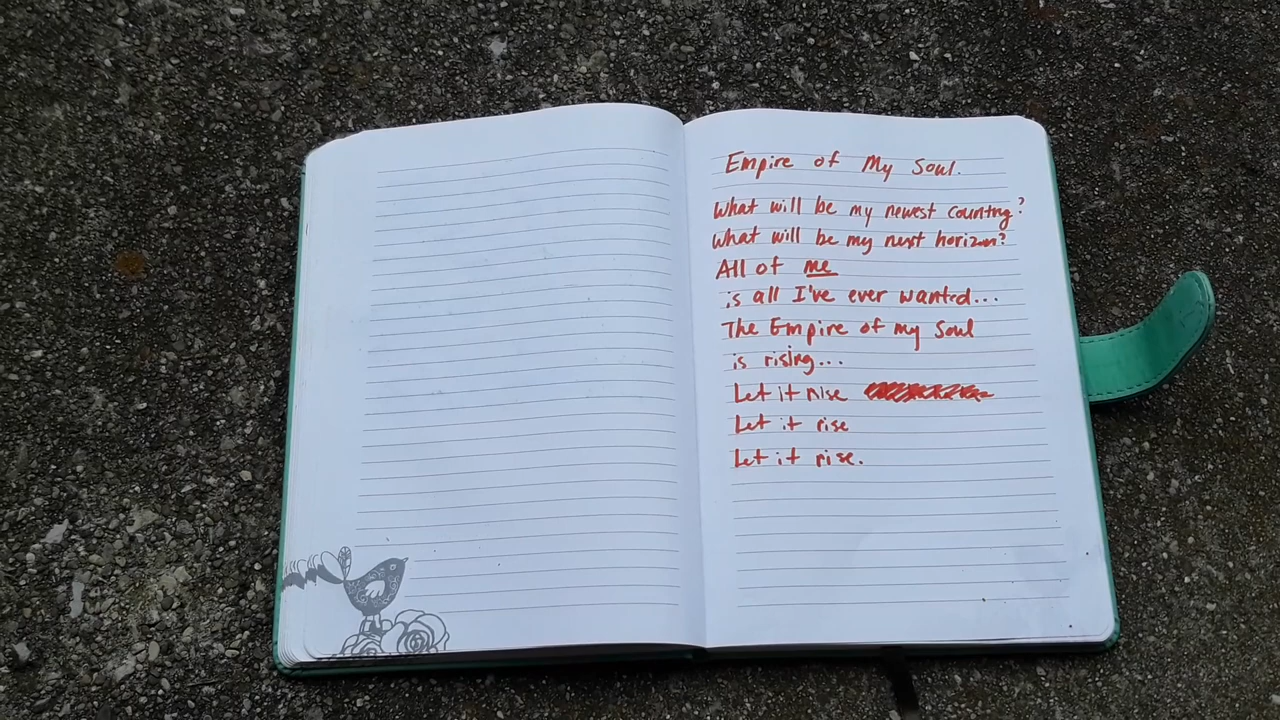 Empire of My Soul.
What will be my newest country?
What will be my next horizon?
All of me
is all I've ever wanted...
The Empire of my Soul
is rising...
Let it rise
Let it rise
Let it rise.